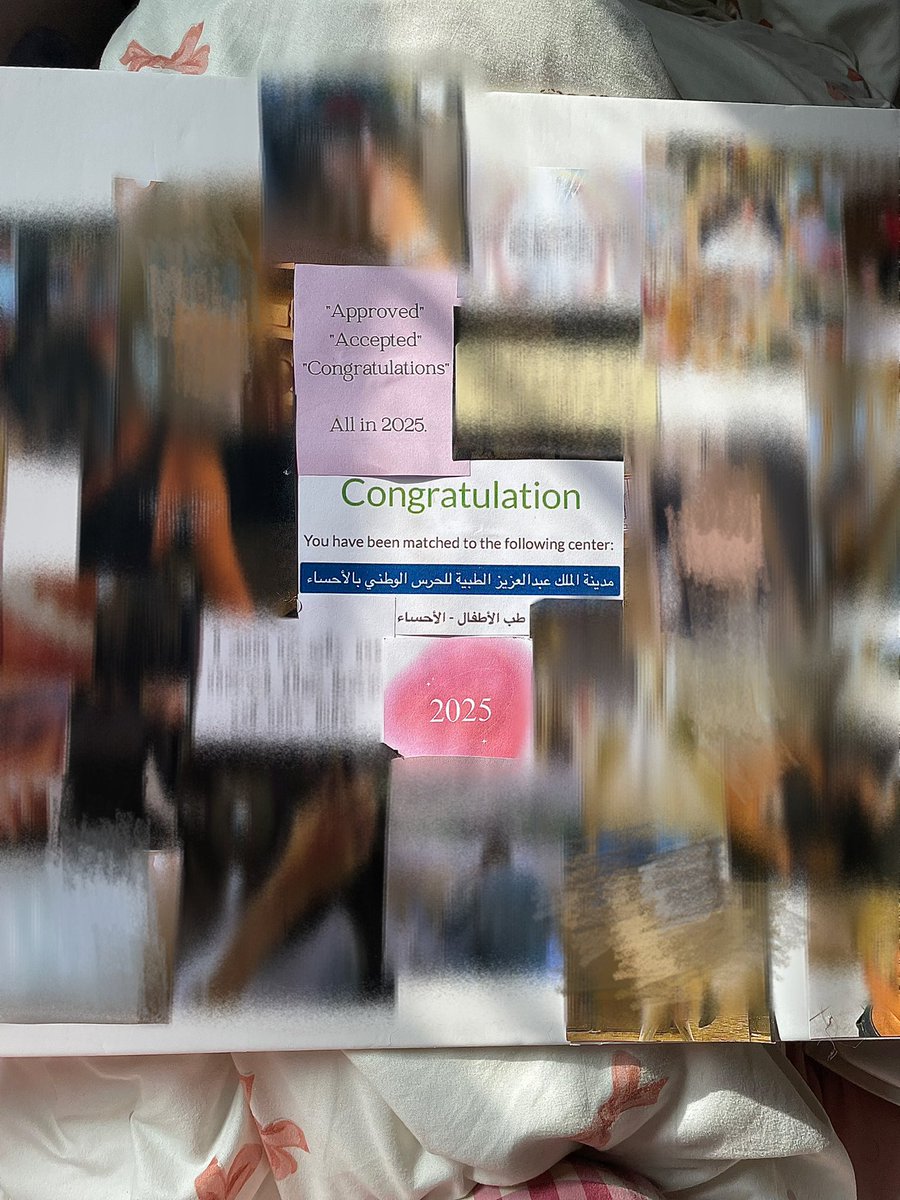 "Approved"
"Accepted"
"Congratulations"
All in 2025.
Congratulation
You have been matched to the following center:
مدينة الملك عبدالعزيز الطبية للحرس الوطني بالأحساء
طب الأطفال - الأحساء
2025